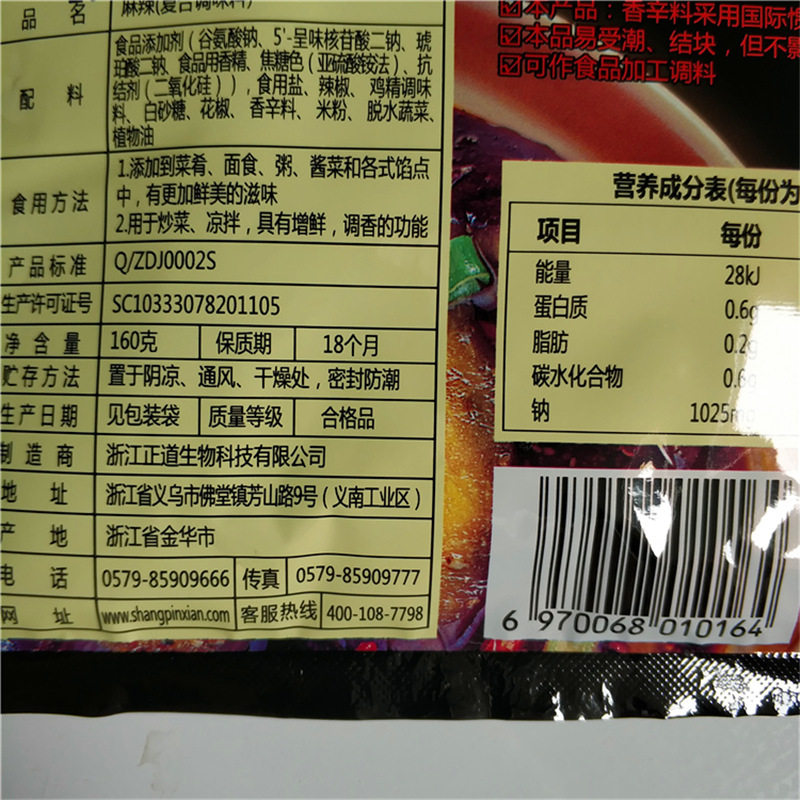 品 名 麻辣(复合调味料)
配 料 食品添加剂（谷氨酸钠、5'-呈味核苷酸二钠、琥
珀酸二钠、食品用香精、焦糖色（亚硫酸铵法）、抗
结剂（二氧化硅）），食用盐、辣椒、鸡精调味
料、白砂糖、花椒、香辛料、米粉、脱水蔬菜、
植物油
食用方法 1.添加到菜肴、面食、粥、酱菜和各式馅点
中，有更加鲜美的滋味
2.用于炒菜、凉拌，具有增鲜，调香的功能
产品标准 Q/ZDJ0002S
生产许可证号 SC10333078201105
净含量 160克 保质期 18个月
贮存方法 置于阴凉、通风、干燥处，密封防潮
生产日期 见包装袋 质量等级 合格品
制造商 浙江正道生物科技有限公司
地 址 浙江省义乌市佛堂镇芳山路9号（义南工业区）
产 地 浙江省金华市
电 话 0579-85909666 传真 0579-85909777
网 址 www.shangpinxian.com 客服热线 400-108-7798
☑本产品：香辛料采用国际惯
☑本品易受潮、结块，但不影
☑可作食品加工调料
营养成分表(每份为
项目 每份
能量 28kJ
蛋白质 0.6g
脂肪 0.2g
碳水化合物 0.6g
钠 1025mg
6 970068 010164